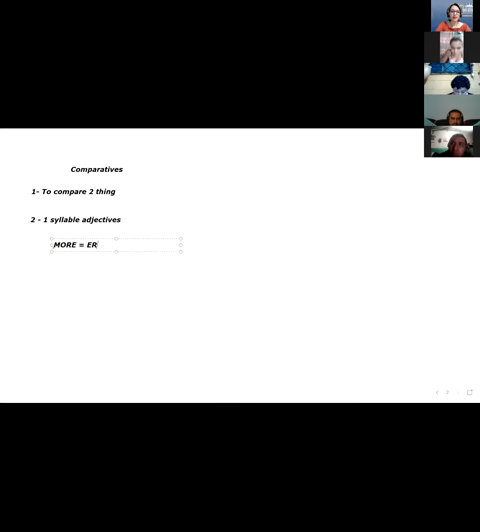 Comparatives
1- To compare 2 thing
2 - 1 syllable adjectives
MORE = ER